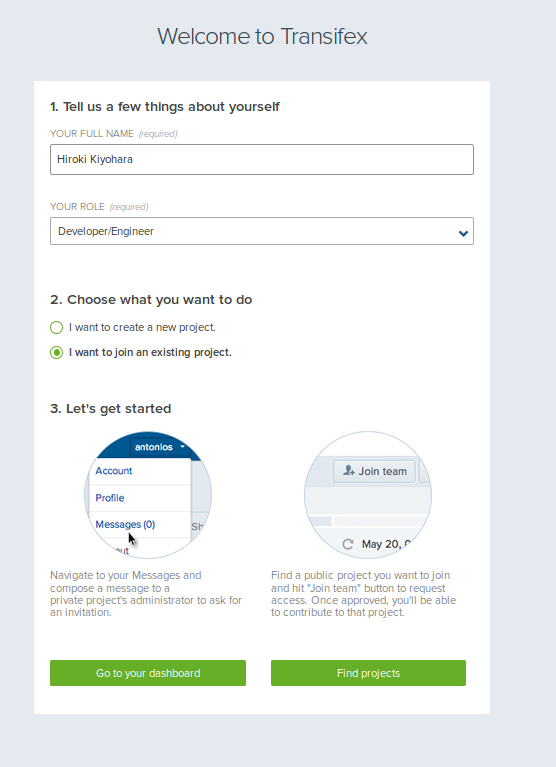 Welcome to Transifex
1. Tell us a few things about yourself
YOUR FULL NAME (required)
Hiroki Kiyohara
YOUR ROLE (required)
Developer/Engineer
2. Choose what you want to do
I want to create a new project.
I want to join an existing project.
3. Let's get started
antonios
Account
Profile
Messages (0)
Sh
out
Join team
May 20, 0
Navigate to your Messages and
compose a message to a
private project's administrator to ask for
an invitation.
Find a public project you want to join
and hit "Join team" button to request
access. Once approved, you'll be able
to contribute to that project.
Go to your dashboard
Find projects